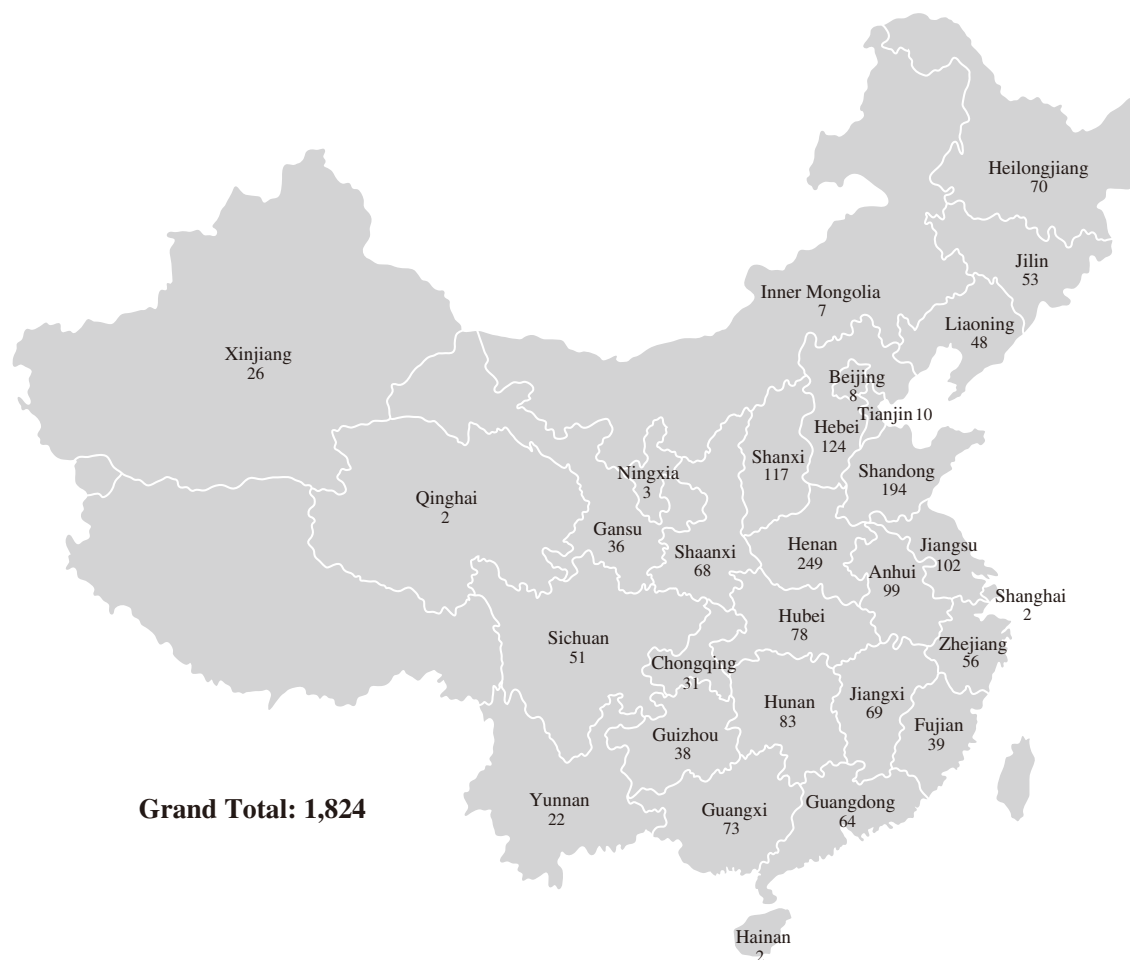 Heilongjiang
70
Jilin
53
Inner Mongolia
7
Liaoning
48
Xinjiang
26
Beijing
8
Tianjin 10
Hebei
124
Shanxi
117
Shandong
194
Ningxia
3
Qinghai
2
Gansu
36
Shaanxi
68
Henan
249
Jiangsu
102
Anhui
99
Shanghai
2
Hubei
78
Sichuan
51
Zhejiang
56
Chongqing
31
Jiangxi
69
Hunan
83
Fujian
39
Guizhou
38
Yunnan
22
Guangxi
73
Guangdong
64
Grand Total: 1,824
Hainan
2